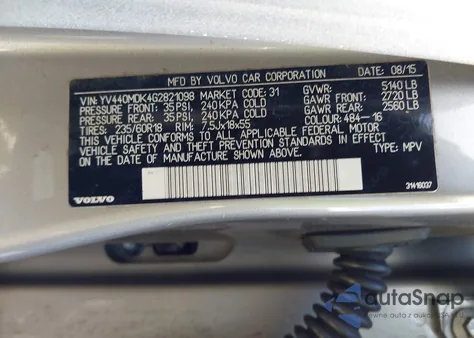 MFD BY VOLVO CAR CORPORATION DATE: 08/15
VIN: YV440MDK4G2821098 MARKET CODE: 31 GVWR: 5140 LB
PRESSURE FRONT: 35 PSI, 240 KPA COLD GAWR FRONT: 2720 LB
PRESSURE REAR: 35 PSI, 240 KPA COLD GAWR REAR: 2560 LB
TIRES: 235/60R18 RIM: 7,5Jx18x55 COLOUR: 484-16
THIS VEHICLE CONFORMS TO ALL APPLICABLE FEDERAL MOTOR
VEHICLE SAFETY AND THEFT PREVENTION STANDARDS IN EFFECT
ON THE DATE OF MANUFACTURE SHOWN ABOVE. TYPE: MPV
VOLVO
31416037
autoSnap